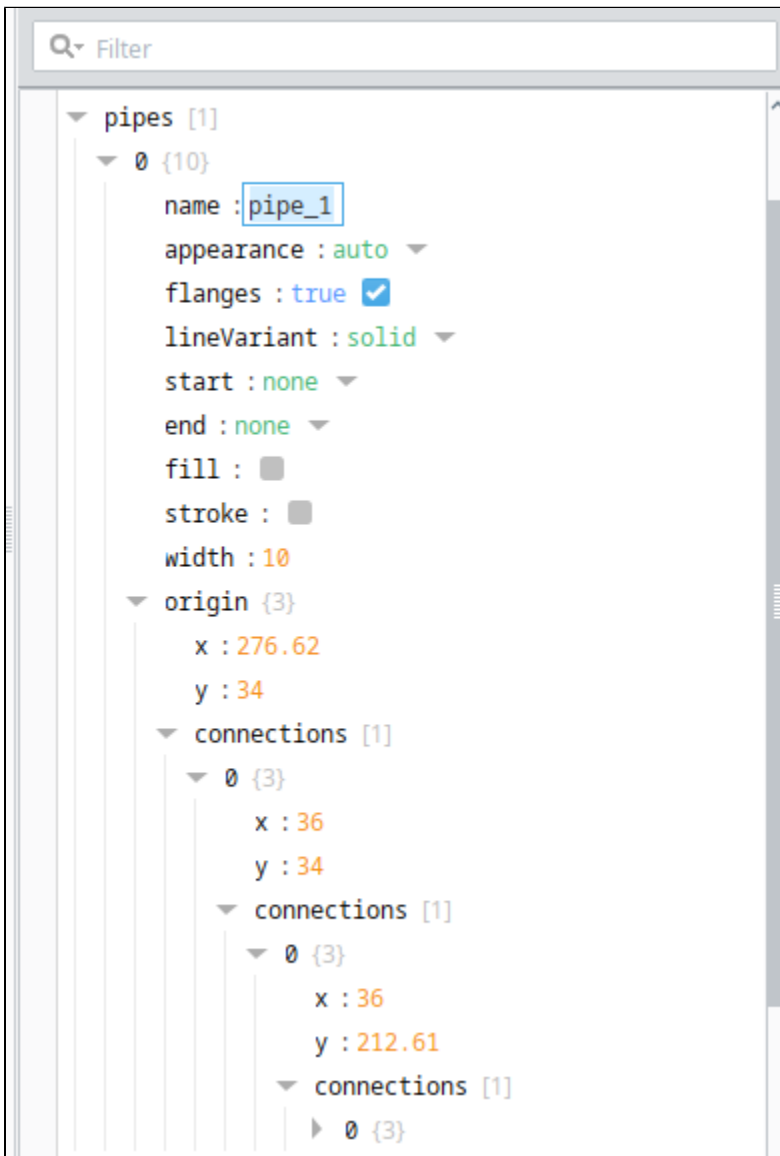 Filter
pipes [1]
0 {10}
name : pipe_1
appearance : auto
flanges : true
lineVariant : solid
start : none
end : none
fill :
stroke :
width : 10
origin {3}
x : 276.62
y : 34
connections [1]
0 {3}
x : 36
y : 34
connections [1]
0 {3}
x : 36
y : 212.61
connections [1]
0 {3}